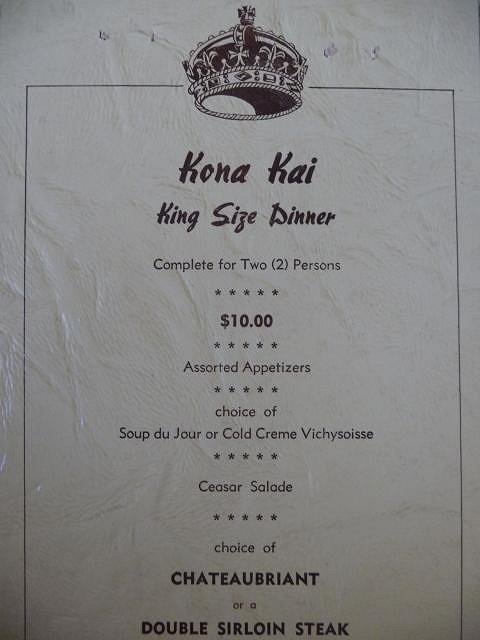 Kona Kai
King Size Dinner
Complete for Two (2) Persons
* * * * *
$10.00
* * * * *
Assorted Appetizers
* * * * *
choice of
Soup du Jour or Cold Creme Vichysoisse
* * * * *
Ceasar Salade
* * * * *
choice of
CHATEAUBRIANT
or a
DOUBLE SIRLOIN STEAK